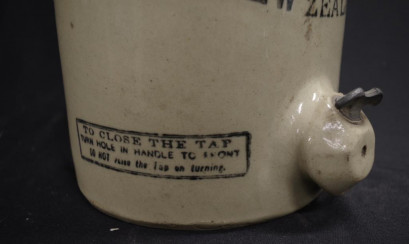 W ZEAL
TO CLOSE THE TAP
TURN HOLE IN HANDLE TO FRONT
DO NOT raise the Tap on turning.